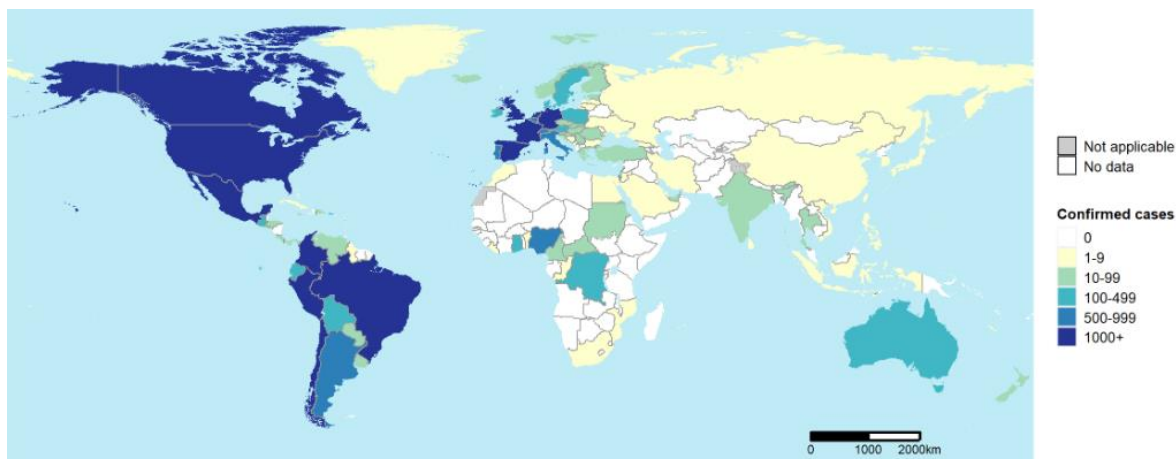 Not applicable
No data
Confirmed cases
0
1-9
10-99
100-499
500-999
1000+
0 1000 2000km